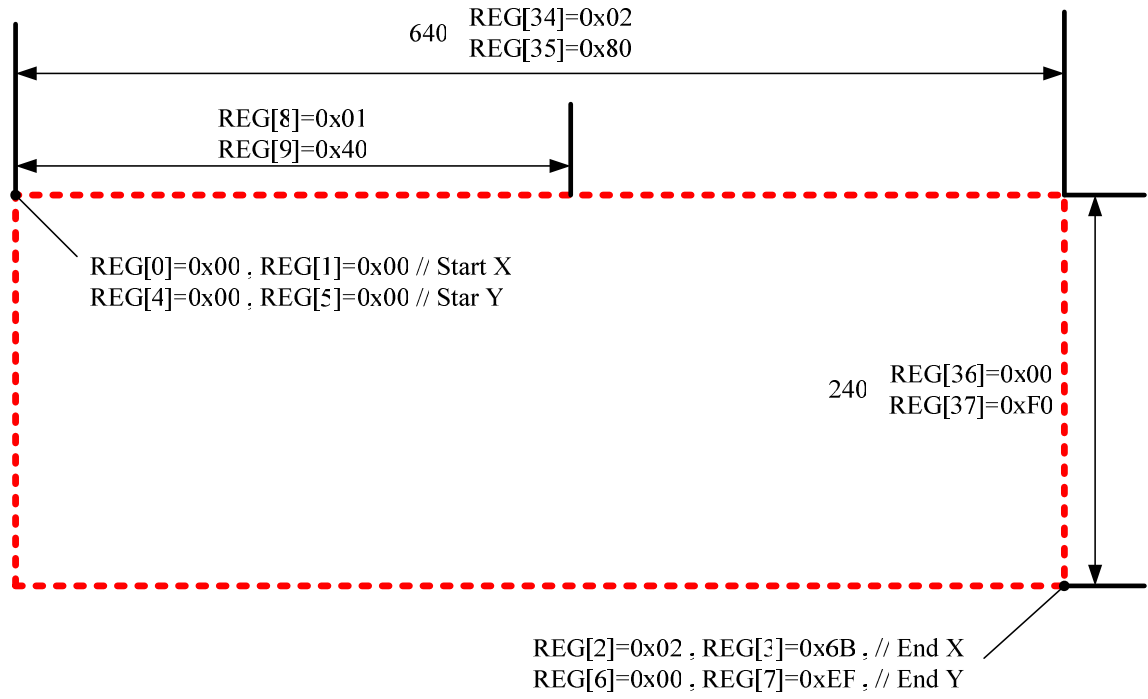 640
REG[34]=0x02
REG[35]=0x80
REG[8]=0x01
REG[9]=0x40
REG[0]=0x00 , REG[1]=0x00 // Start X
REG[4]=0x00 , REG[5]=0x00 // Star Y
240
REG[36]=0x00
REG[37]=0xF0
REG[2]=0x02 , REG[3]=0x6B , // End X
REG[6]=0x00 , REG[7]=0xEF , // End Y